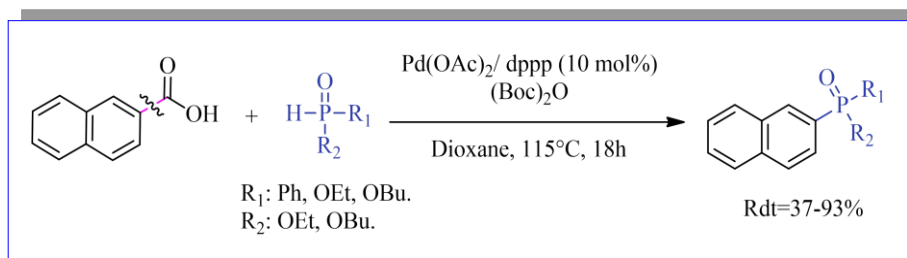 O
OH
+
O
H-P-R₁
R₂
Pd(OAc)₂/ dppp (10 mol%)
(Boc)₂O
Dioxane, 115°C, 18h
O
P
R₁
R₂
R₁: Ph, OEt, OBu.
R₂: OEt, OBu.
Rdt=37-93%